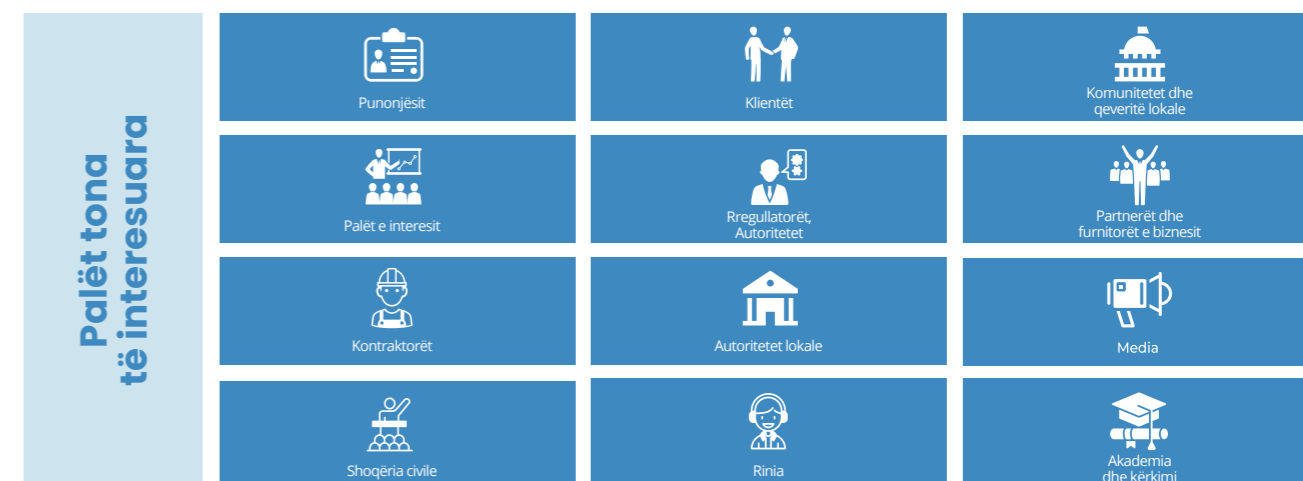 Palët tona
të interesuara
Punonjësit
Klientët
Komunitetet dhe
qeveritë lokale
Palët e interesit
Rregullatorët,
Autoritetet
Partnerët dhe
furnitorët e biznesit
Kontraktorët
Autoritetet lokale
Media
Shoqëria civile
Rinia
Akademia
dhe kërkimi